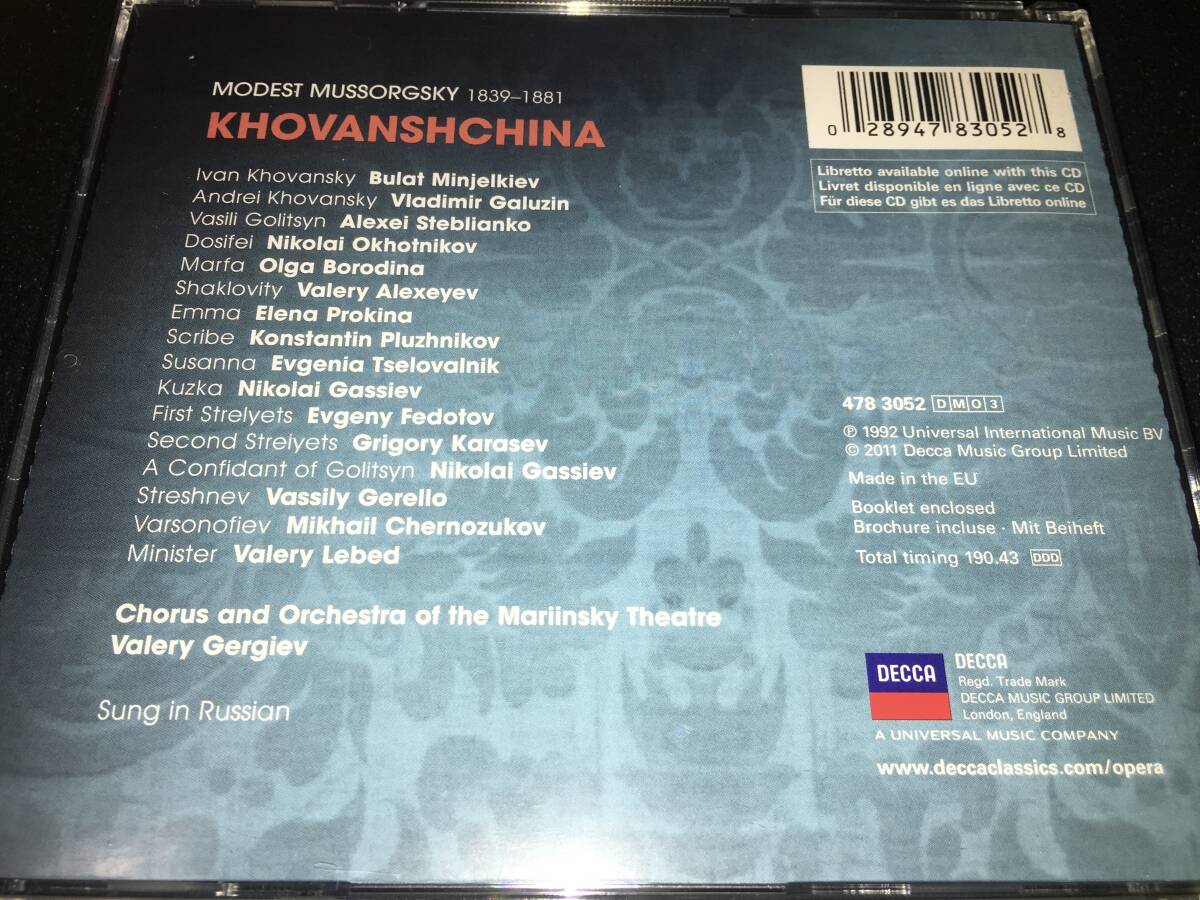 MODEST MUSSORGSKY 1839–1881
KHOVANSHCHINA
Ivan Khovansky Bulat Minjelkiev
Andrei Khovansky Vladimir Galuzin
Vasili Golitsyn Alexei Steblianko
Dosifei Nikolai Okhotnikov
Marfa Olga Borodina
Shaklovity Valery Alexeyev
Emma Elena Prokina
Scribe Konstantin Pluzhnikov
Susanna Evgenia Tselovalnik
Kuzka Nikolai Gassiev
First Strelyets Evgeny Fedotov
Second Strelyets Grigory Karasev
A Confidant of Golitsyn Nikolai Gassiev
Streshnev Vassily Gerello
Varsonofiev Mikhail Chernozukov
Minister Valery Lebed
Chorus and Orchestra of the Mariinsky Theatre
Valery Gergiev
Sung in Russian
0 28947 83052 8
Libretto available online with this CD
Livret disponible en ligne avec ce CD
Für diese CD gibt es das Libretto online
478 3052 DMO3
℗ 1992 Universal International Music BV
© 2011 Decca Music Group Limited
Made in the EU
Booklet enclosed
Brochure incluse · Mit Beiheft
Total timing 190.43 DDD
DECCA
DECCA
Regd. Trade Mark
DECCA MUSIC GROUP LIMITED
London, England
A UNIVERSAL MUSIC COMPANY
www.deccaclassics.com/opera